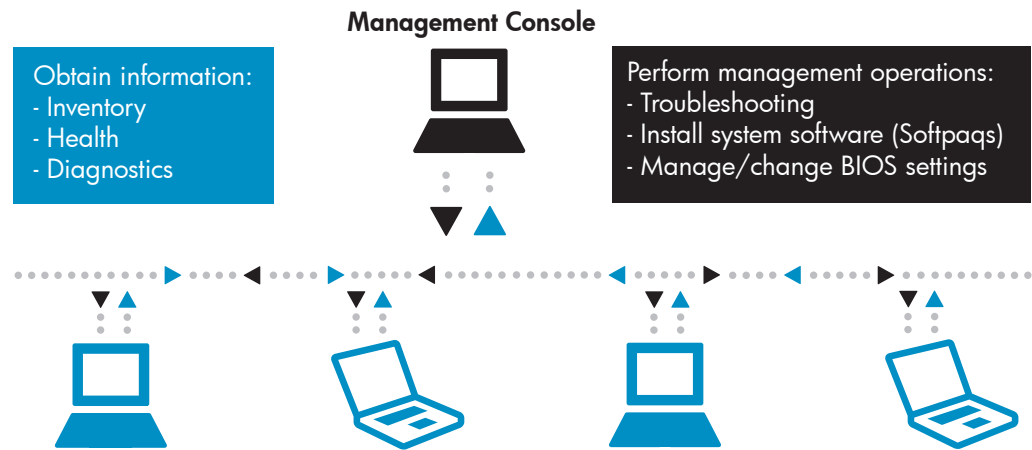 Management Console
Obtain information:
- Inventory
- Health
- Diagnostics
Perform management operations:
- Troubleshooting
- Install system software (Softpaqs)
- Manage/change BIOS settings